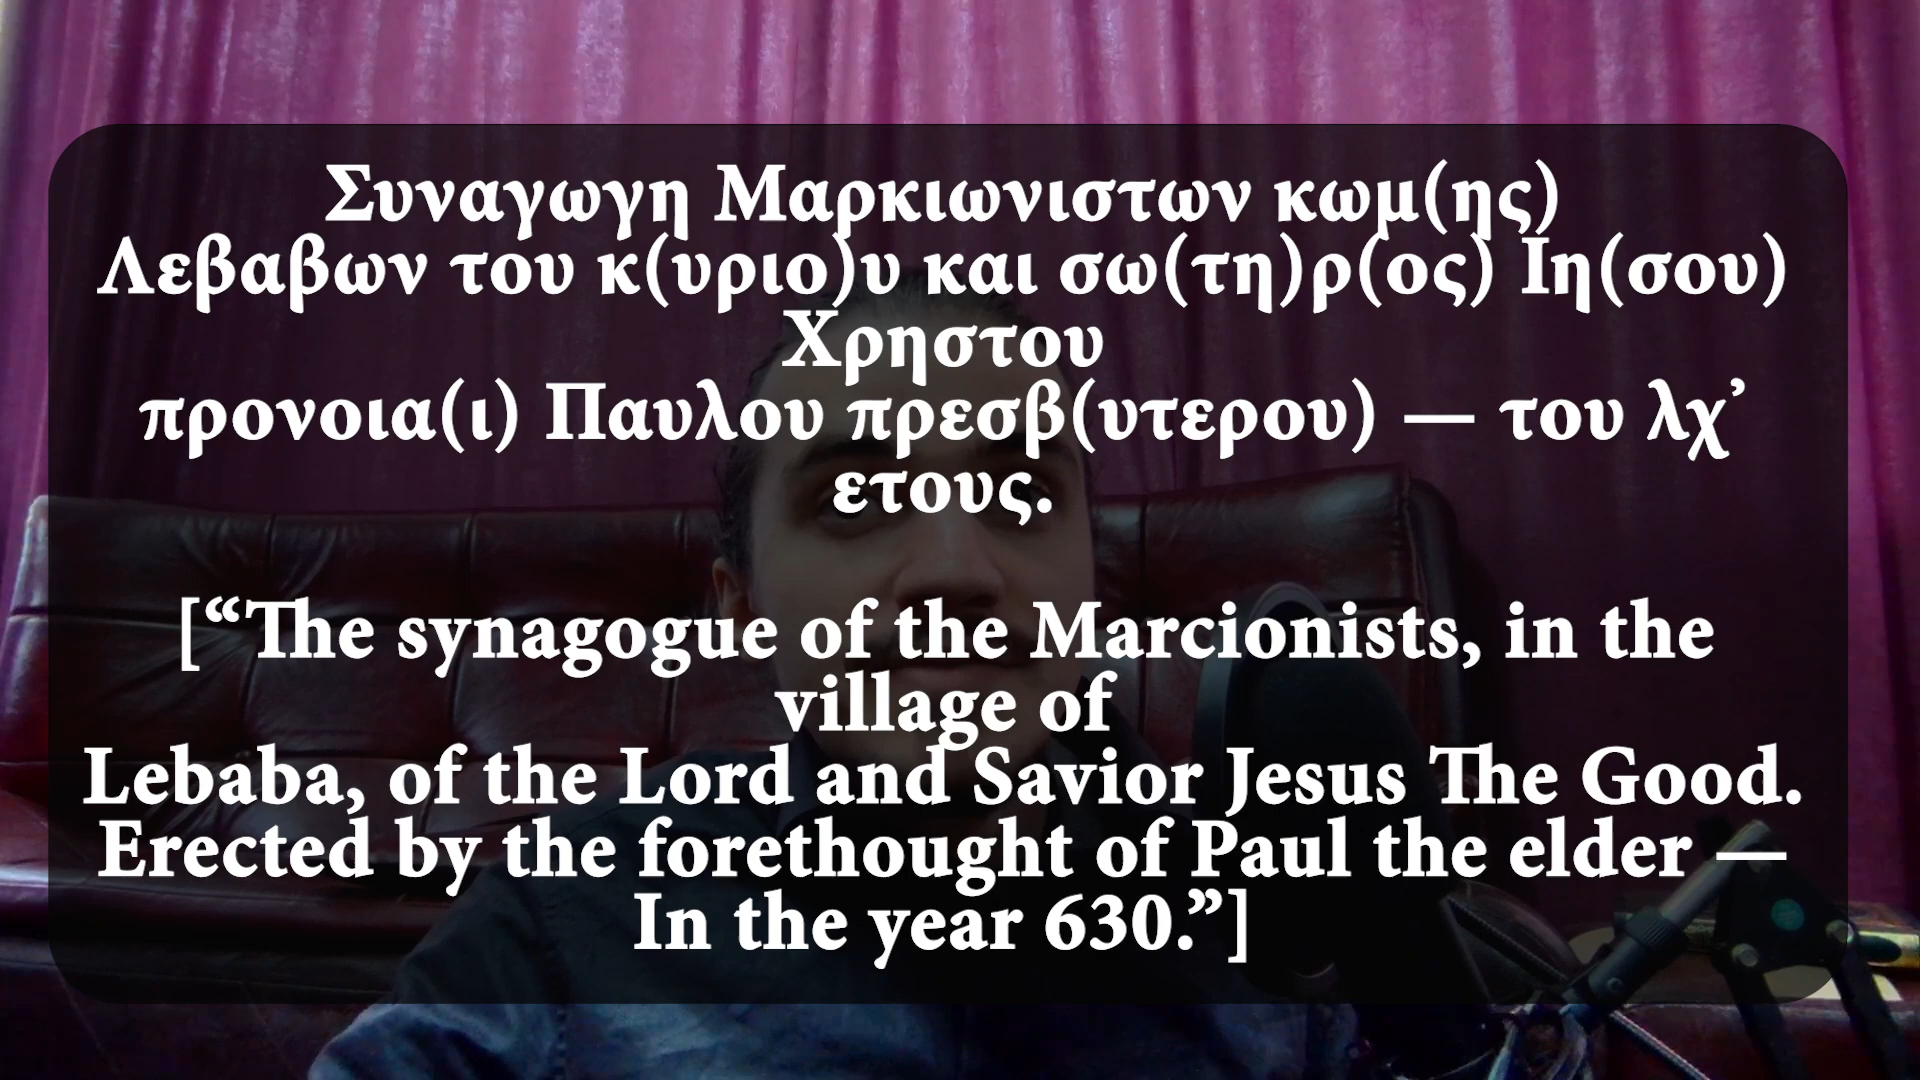 Συναγωγη Μαρκιωνιστων κωμ(ης)
Λεβαβων του κ(υριο)υ και σω(τη)ρ(ος) Ιη(σου)
Χρηστου
προνοια(ι) Παυλου πρεσβ(υτερου) — του λχ’
ετους.
[“The synagogue of the Marcionists, in the
village of
Lebaba, of the Lord and Savior Jesus The Good.
Erected by the forethought of Paul the elder —
In the year 630.”]